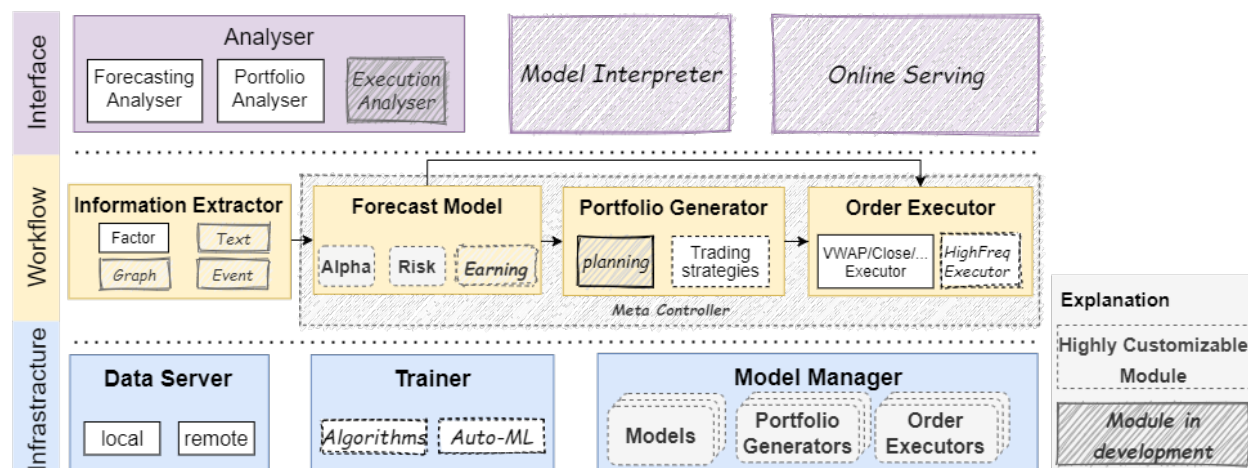 Interface
Analyser
Forecasting
Analyser
Portfolio
Analyser
Execution
Analyser
Model Interpreter
Online Serving
Workflow
Information Extractor
Factor
Text
Graph
Event
Forecast Model
Alpha
Risk
Earning
Portfolio Generator
planning
Trading
strategies
Order Executor
VWAP/Close/...
Executor
HighFreq
Executor
Meta Controller
Infrastracture
Data Server
local
remote
Trainer
Algorithms
Auto-ML
Model Manager
Models
Portfolio
Generators
Order
Executors
Explanation
Highly Customizable
Module
Module in
development